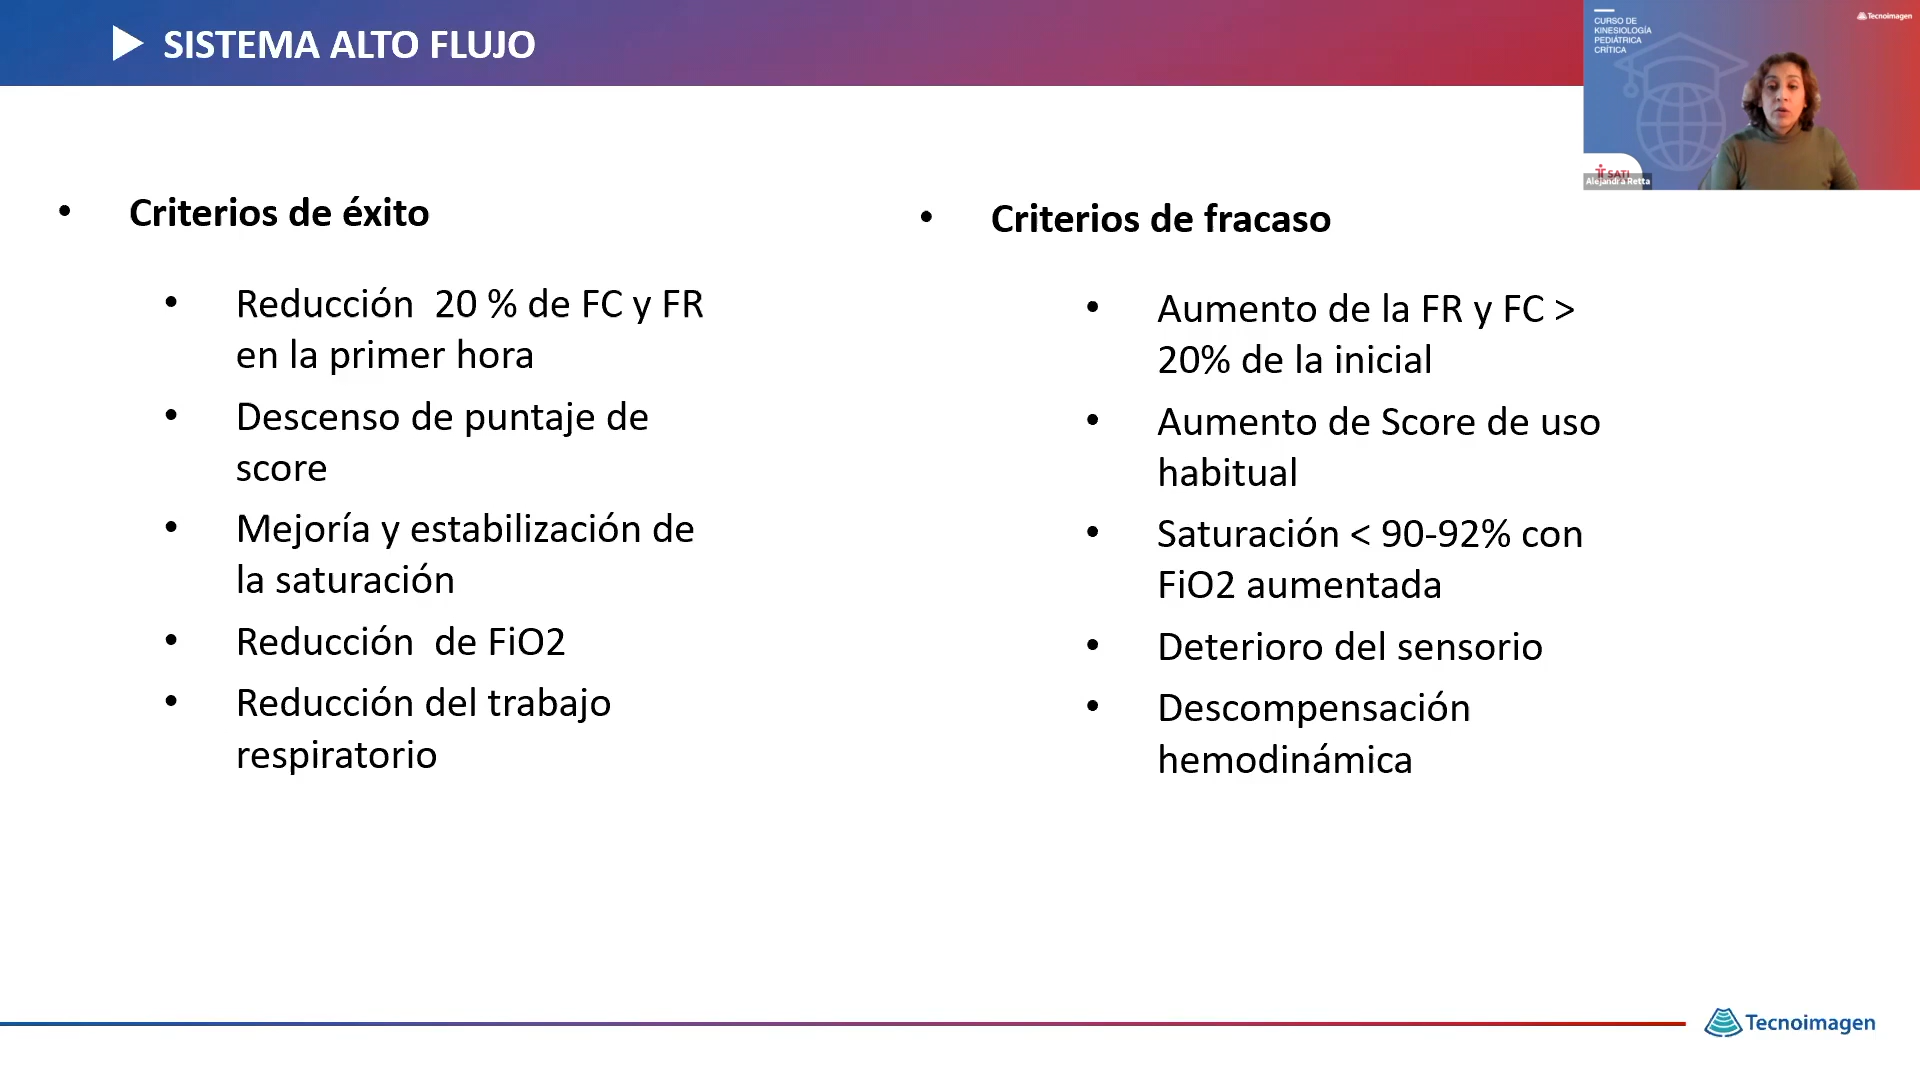 SISTEMA ALTO FLUJO
CURSO DE
KINESIOLOGÍA
PEDIÁTRICA
CRÍTICA
Tecnoimagen
SATI
Alejandra Retta
• Criterios de éxito
• Reducción 20 % de FC y FR
en la primer hora
• Descenso de puntaje de
score
• Mejoría y estabilización de
la saturación
• Reducción de FiO2
• Reducción del trabajo
respiratorio
• Criterios de fracaso
• Aumento de la FR y FC >
20% de la inicial
• Aumento de Score de uso
habitual
• Saturación < 90-92% con
FiO2 aumentada
• Deterioro del sensorio
• Descompensación
hemodinámica
Tecnoimagen